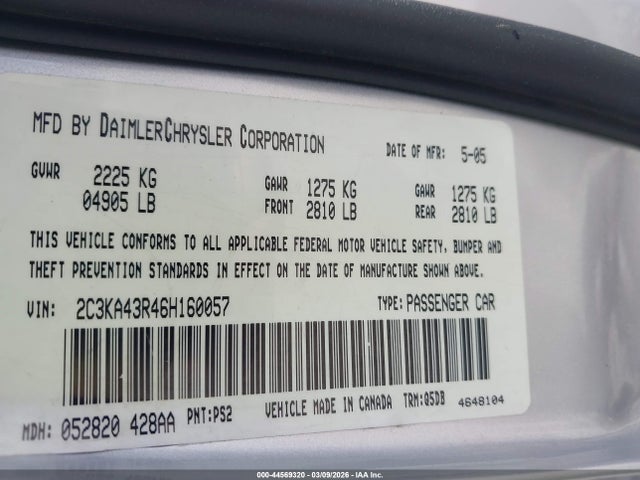 MFD BY DAIMLERCHRYSLER CORPORATION DATE OF MFR: 5-05
GVWR 2225 KG GAWR 1275 KG GAWR 1275 KG
04905 LB FRONT 2810 LB REAR 2810 LB
THIS VEHICLE CONFORMS TO ALL APPLICABLE FEDERAL MOTOR VEHICLE SAFETY, BUMPER AND
THEFT PREVENTION STANDARDS IN EFFECT ON THE DATE OF MANUFACTURE SHOWN ABOVE.
VIN: 2C3KA43R46H160057 TYPE: PASSENGER CAR
MDH: 052820 428AA PNT: PS2 VEHICLE MADE IN CANADA TRM: Q5DB 4648104
000-44569320 - 03/09/2026 - IAA Inc.